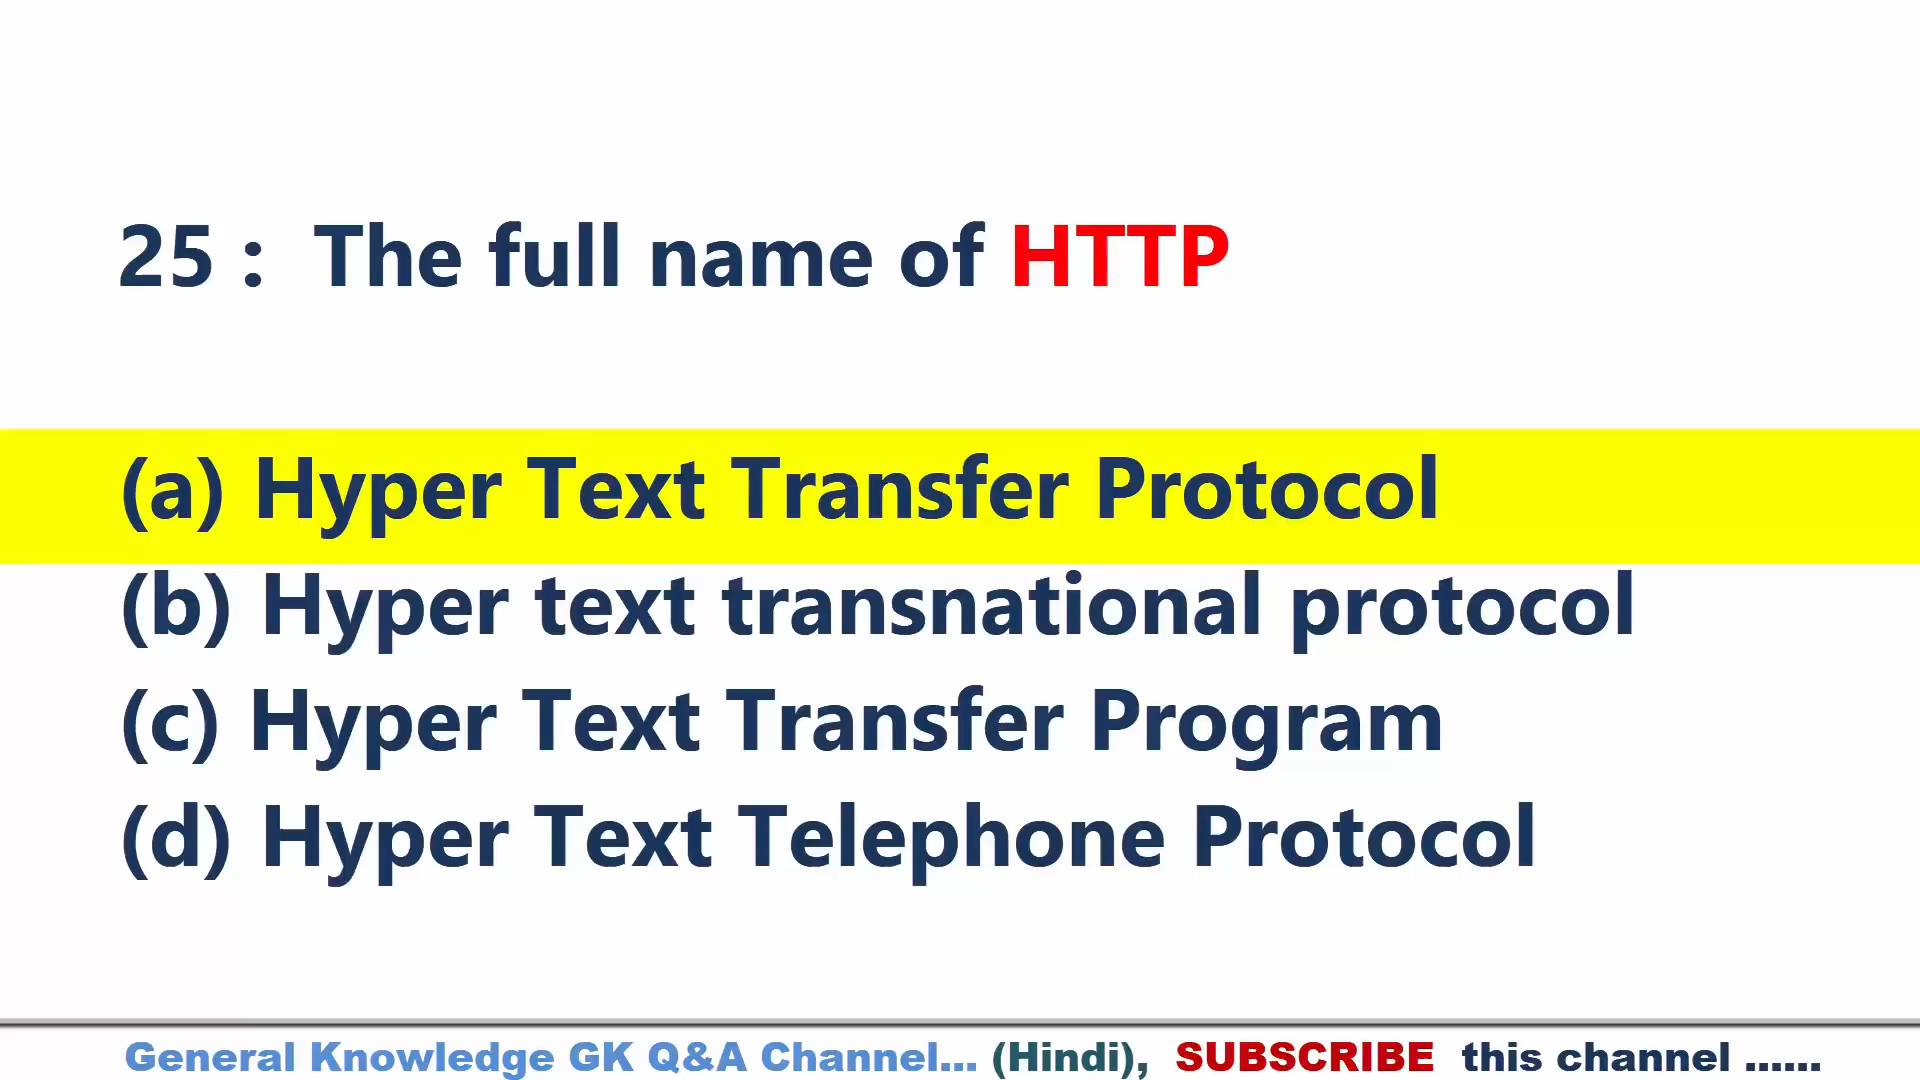 25 : The full name of HTTP
(a) Hyper Text Transfer Protocol
(b) Hyper text transnational protocol
(c) Hyper Text Transfer Program
(d) Hyper Text Telephone Protocol
General Knowledge GK Q&A Channel... (Hindi), SUBSCRIBE this channel ......